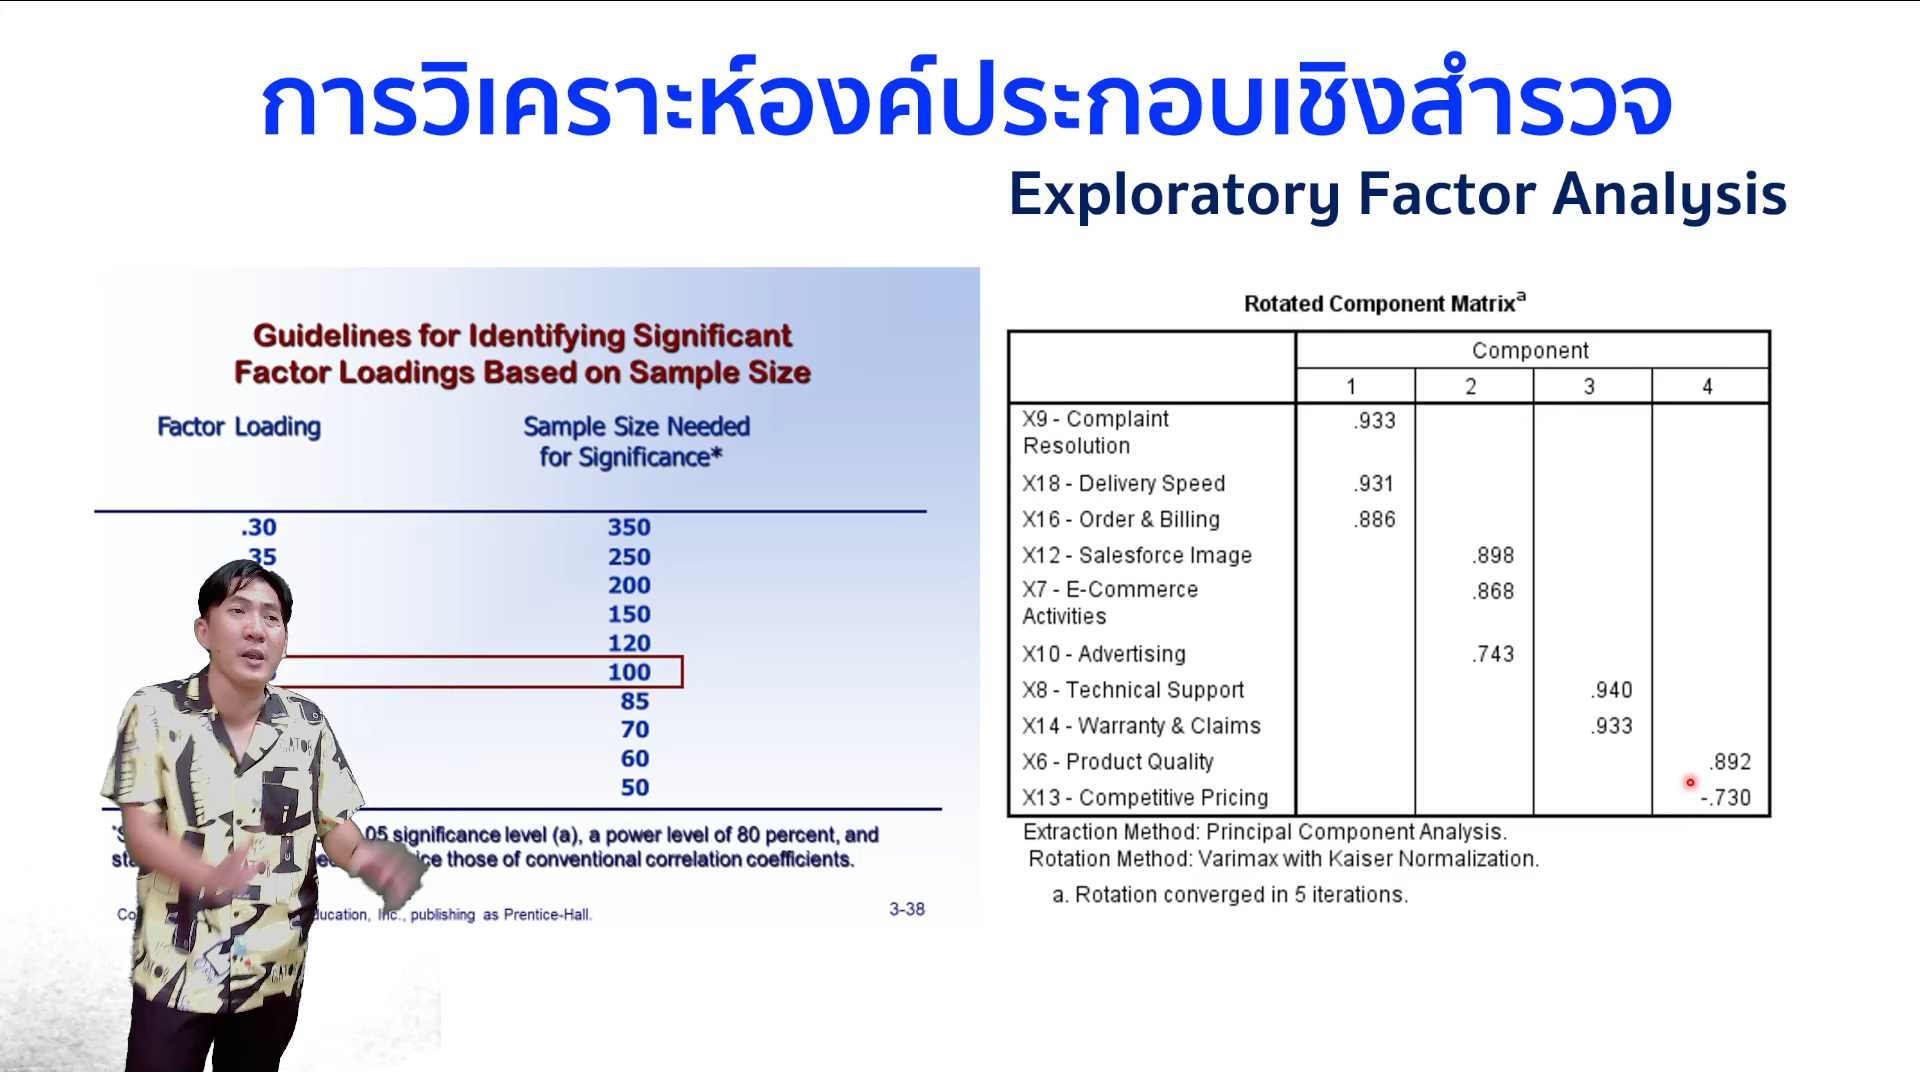 การวิเคราะห์องค์ประกอบเชิงสำรวจ
Exploratory Factor Analysis
Guidelines for Identifying Significant
Factor Loadings Based on Sample Size
Factor Loading Sample Size Needed
for Significance*
.30 350
35 250
200
150
120
100
85
70
60
50
05 significance level (a), a power level of 80 percent, and
those of conventional correlation coefficients.
Inc., publishing as Prentice-Hall.
3-38
Rotated Component Matrixa
Component
1 2 3 4
X9 - Complaint .933
Resolution
X18 - Delivery Speed .931
X16 - Order & Billing .886
X12 - Salesforce Image .898
X7 - E-Commerce .868
Activities
X10 - Advertising .743
X8 - Technical Support .940
X14 - Warranty & Claims .933
X6 - Product Quality .892
X13 - Competitive Pricing -.730
Extraction Method: Principal Component Analysis.
Rotation Method: Varimax with Kaiser Normalization.
a. Rotation converged in 5 iterations.